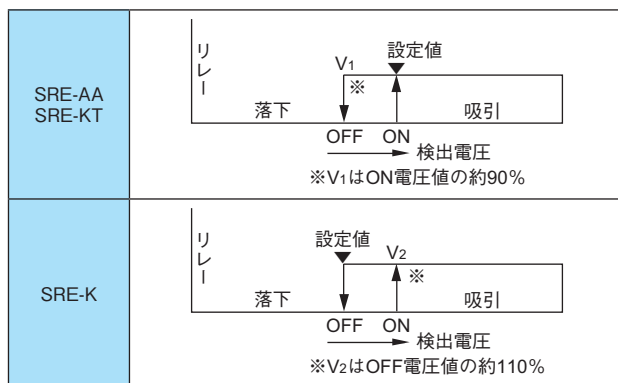 SRE-AA
SRE-KT
リレー
設定値
V1
※
落下
吸引
OFF ON
検出電圧
※V1はON電圧値の約90%
SRE-K
リレー
設定値
V2
※
落下
吸引
OFF ON
検出電圧
※V2はOFF電圧値の約110%